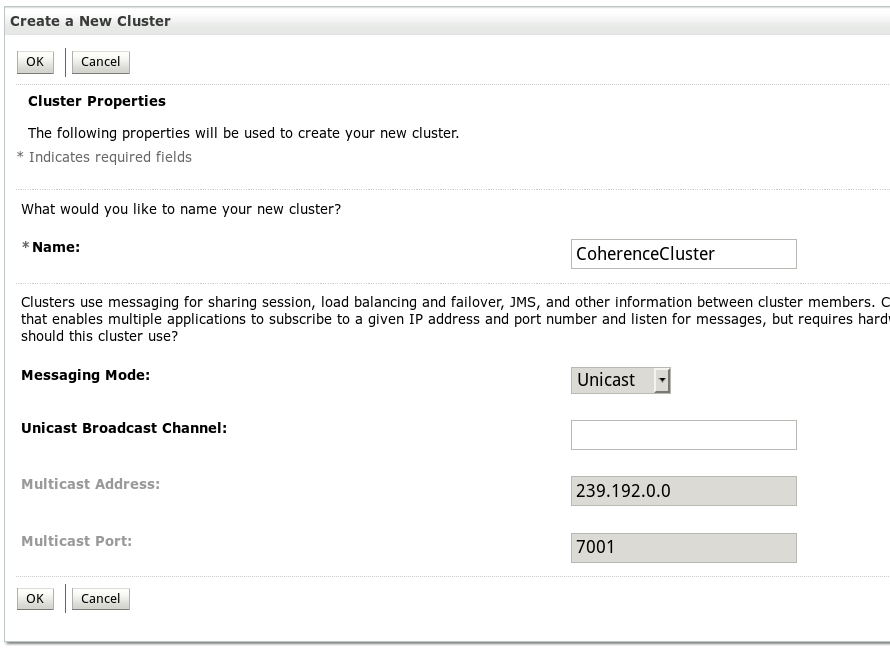 Create a New Cluster
OK Cancel
Cluster Properties
The following properties will be used to create your new cluster.
* Indicates required fields
What would you like to name your new cluster?
* Name: CoherenceCluster
Clusters use messaging for sharing session, load balancing and failover, JMS, and other information between cluster members. C
that enables multiple applications to subscribe to a given IP address and port number and listen for messages, but requires hard
should this cluster use?
Messaging Mode: Unicast
Unicast Broadcast Channel:
Multicast Address: 239.192.0.0
Multicast Port: 7001
OK Cancel